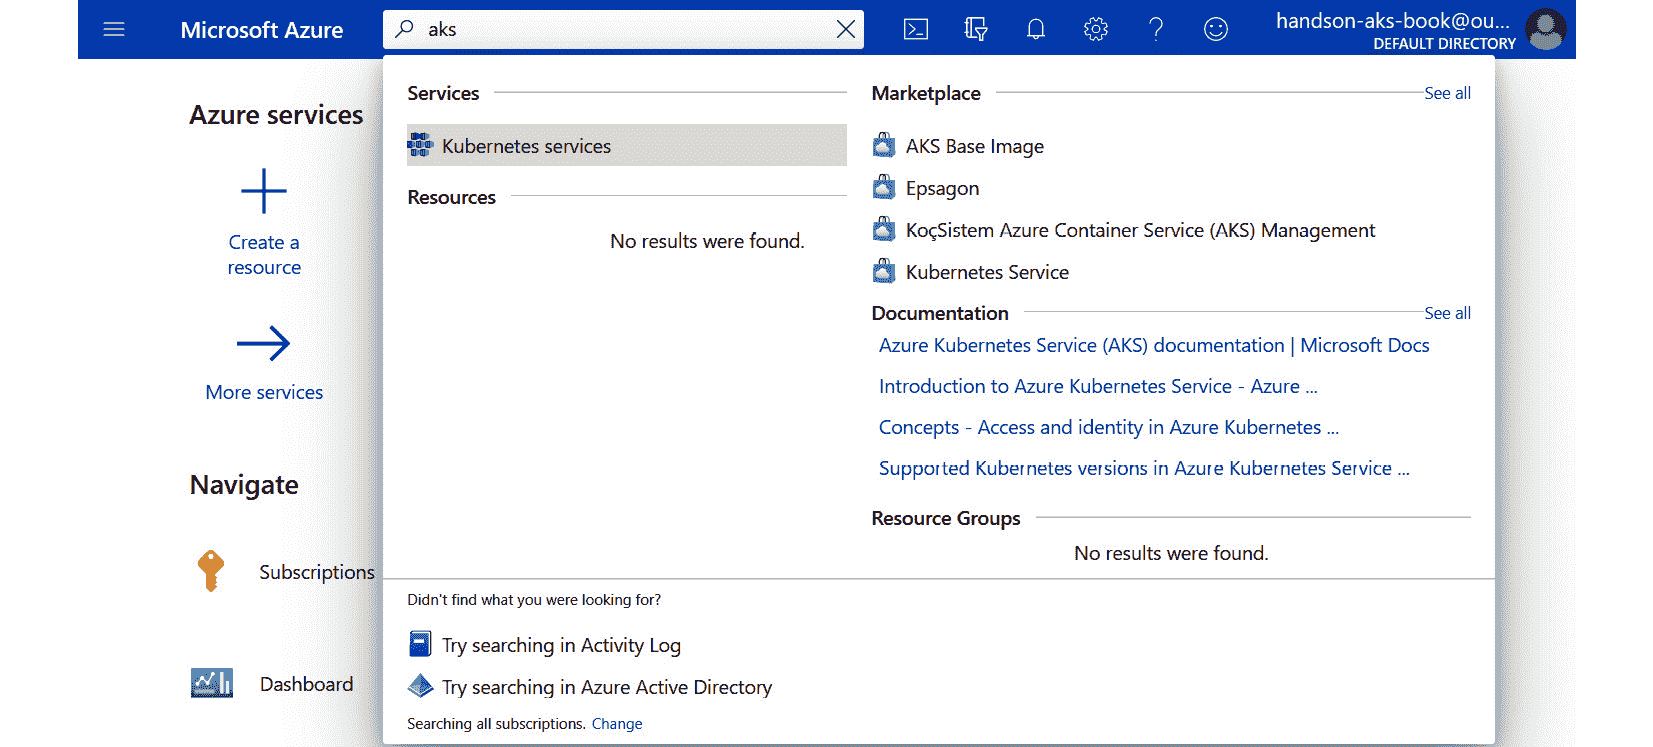 Microsoft Azure
aks
handson-aks-book@ou...
DEFAULT DIRECTORY
Azure services
Create a
resource
More services
Navigate
Subscriptions
Dashboard
Services
Kubernetes services
Resources
No results were found.
Marketplace
See all
AKS Base Image
Epsagon
KoçSistem Azure Container Service (AKS) Management
Kubernetes Service
Documentation
See all
Azure Kubernetes Service (AKS) documentation | Microsoft Docs
Introduction to Azure Kubernetes Service - Azure ...
Concepts - Access and identity in Azure Kubernetes ...
Supported Kubernetes versions in Azure Kubernetes Service ...
Resource Groups
No results were found.
Didn't find what you were looking for?
Try searching in Activity Log
Try searching in Azure Active Directory
Searching all subscriptions. Change